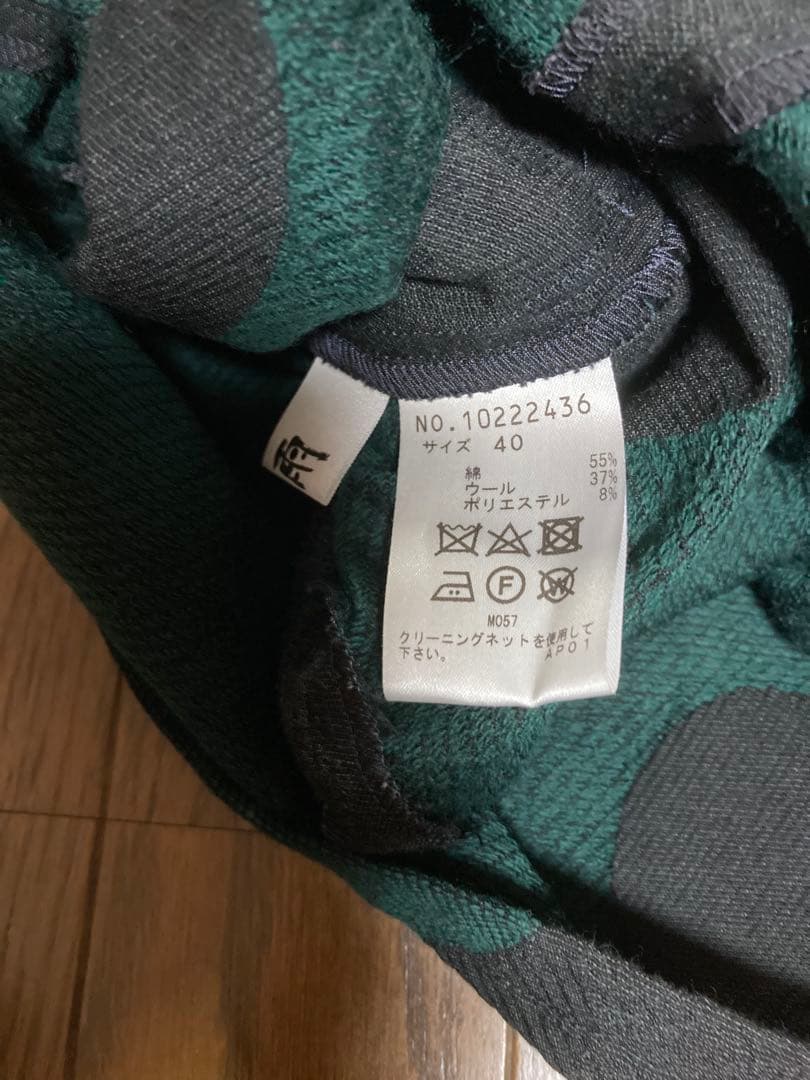 NO.10222436
サイズ 40
綿 55%
ウール 37%
ポリエステル 8%
F W
M057
クリーニングネットを使用して
下さい。 AP01